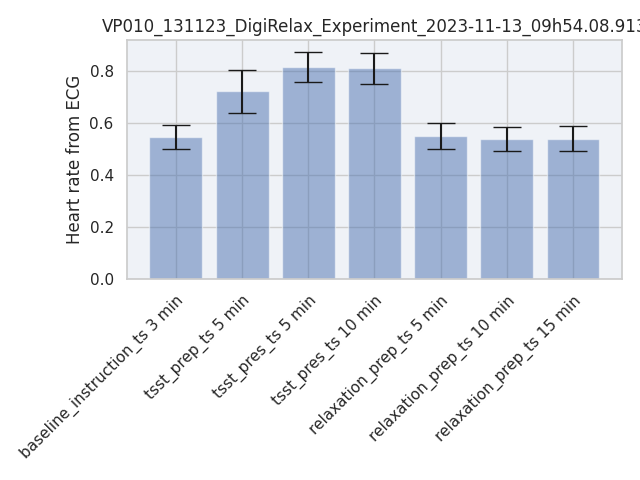 VP010_131123_DigiRelax_Experiment_2023-11-13_09h54.08.913
Heart rate from ECG
0.8
0.6
0.4
0.2
0.0
baseline_instruction_ts 3 min
tsst_prep_ts 5 min
tsst_pres_ts 5 min
tsst_pres_ts 10 min
relaxation_prep_ts 5 min
relaxation_prep_ts 10 min
relaxation_prep_ts 15 min